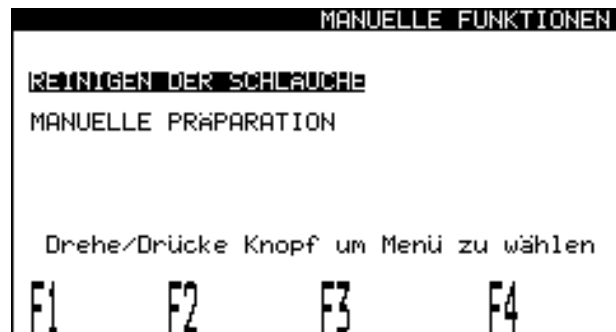 MANUELLE FUNKTIONEN
REINIGEN DER SCHLAUCHE
MANUELLE PRäPARATION
Drehe/Drücke Knopf um Menü zu wählen
F1 F2 F3 F4